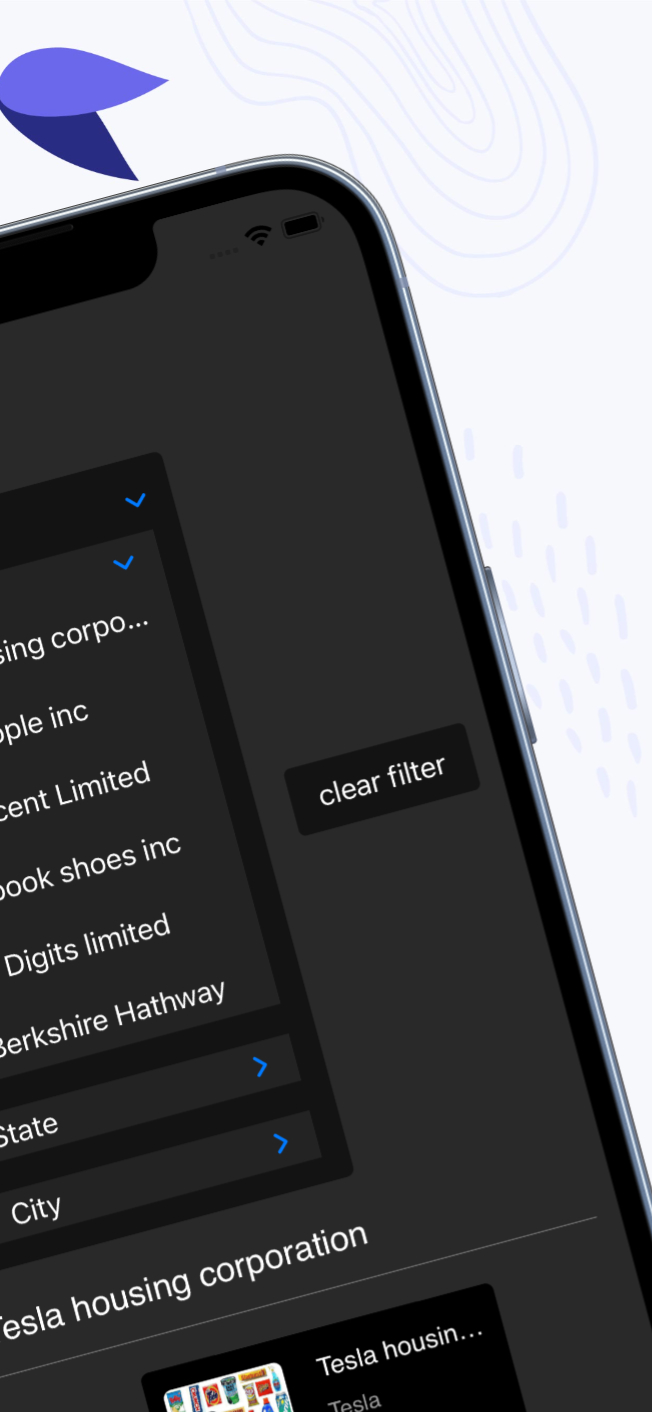 sing corpo...
ple inc
cent Limited
book shoes inc
Digits limited
Berkshire Hathway
clear filter
State
City
Tesla housing corporation
Tesla housin...
Tesla